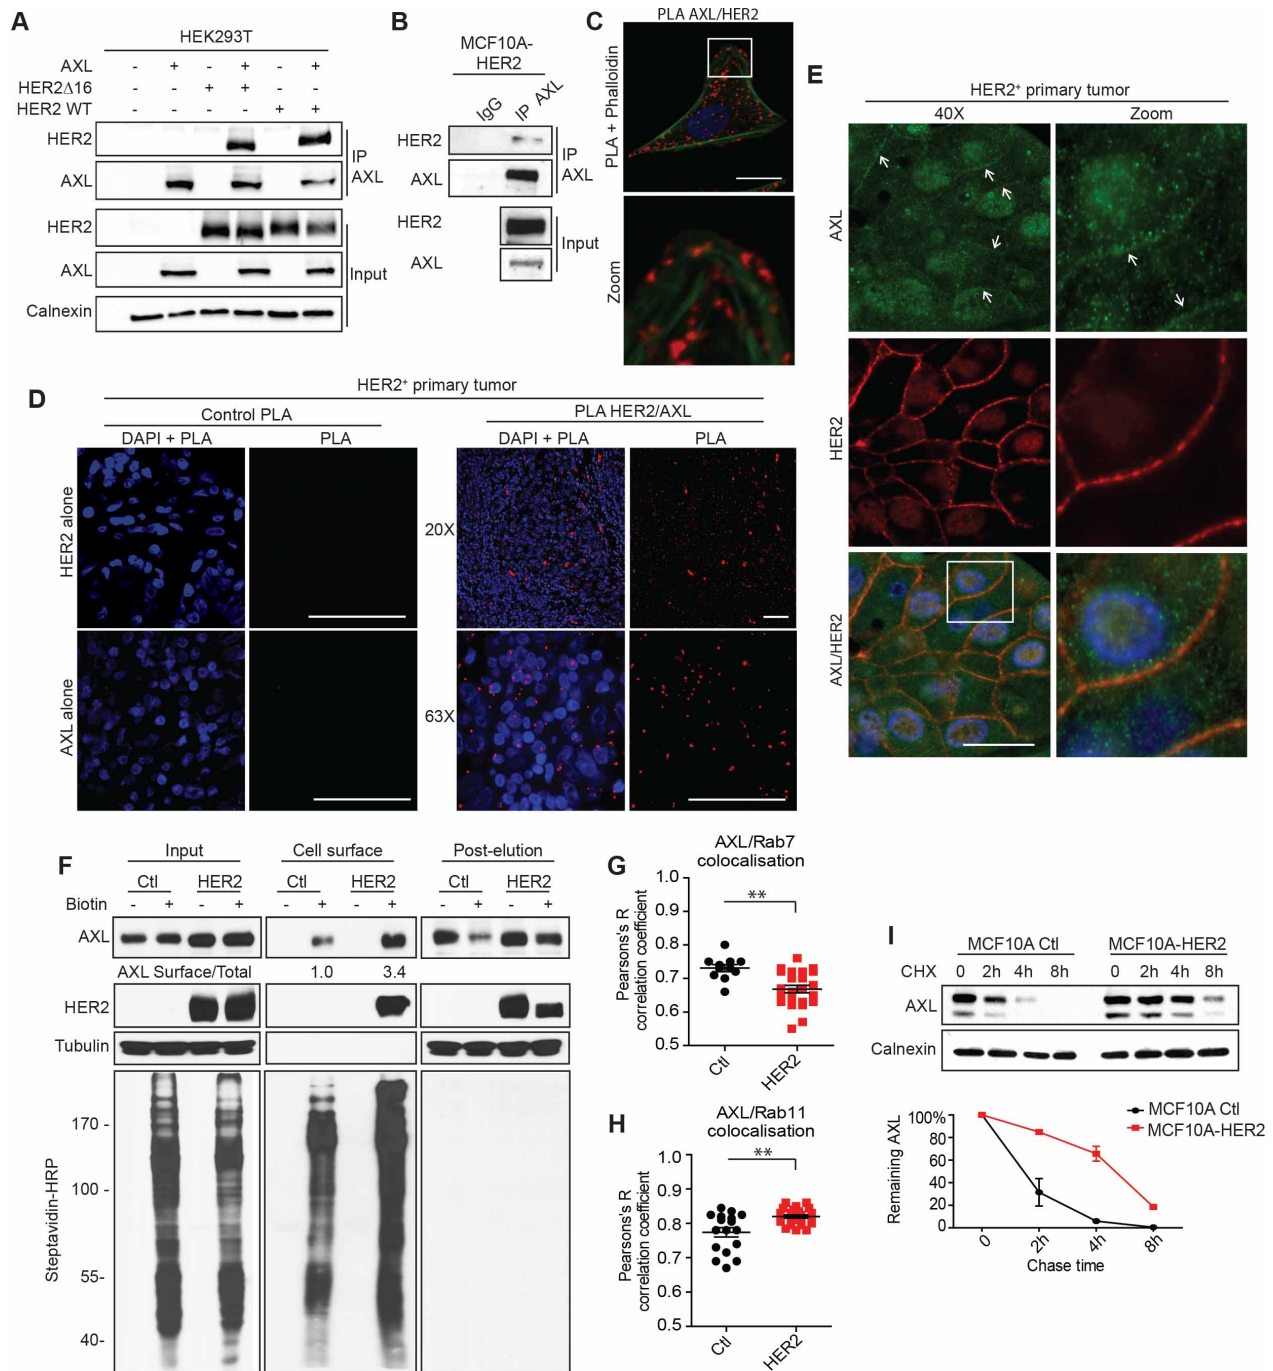 A
HEK293T
AXL - + - + - +
HER2Δ16 - - + + - -
HER2 WT - - - - + +
HER2
AXL
IP
AXL
HER2
AXL
Calnexin
Input
B
MCF10A-
HER2
IgG
IP AXL
HER2
AXL
IP
AXL
HER2
AXL
Input
C
PLA AXL/HER2
PLA + Phalloidin
Zoom
D
HER2+ primary tumor
Control PLA
PLA HER2/AXL
DAPI + PLA
PLA
DAPI + PLA
PLA
HER2 alone
AXL alone
20X
63X
E
HER2+ primary tumor
40X
Zoom
AXL
HER2
AXL/HER2
F
Input
Cell surface
Post-elution
Ctl HER2 Ctl HER2 Ctl HER2
Biotin - + - + - + - + - + - +
AXL
AXL Surface/Total 1.0 3.4
HER2
Tubulin
Steptavidin-HRP
170 -
100 -
55-
40-
G
AXL/Rab7
colocalisation
Pearsons's R
correlation coefficient
1.0
0.9
0.8
0.7
0.6
0.5
**
Ctl
HER2
H
AXL/Rab11
colocalisation
Pearsons's R
correlation coefficient
1.0
0.9
0.8
0.7
0.6
0.5
**
Ctl
HER2
I
MCF10A Ctl
MCF10A-HER2
CHX 0 2h 4h 8h 0 2h 4h 8h
AXL
Calnexin
MCF10A Ctl
MCF10A-HER2
Remaining AXL
100%
80
60
40
20
0
0 2h 4h 8h
Chase time